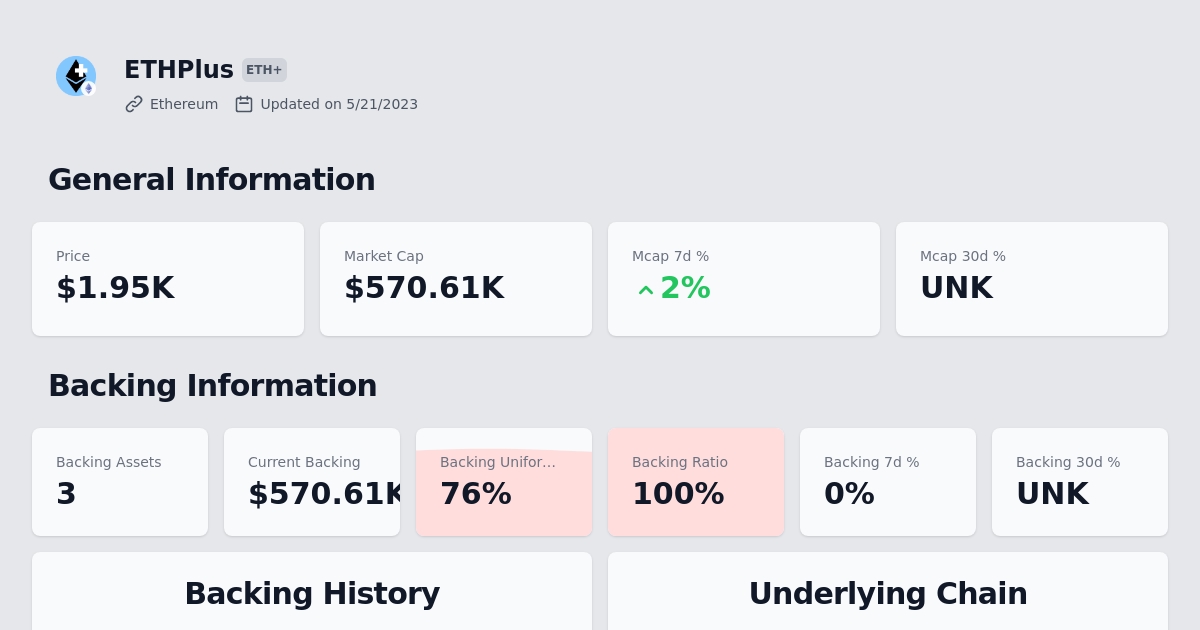 ETHPlus ETH+
Ethereum Updated on 5/21/2023
General Information
Price
$1.95K
Market Cap
$570.61K
Mcap 7d %
2%
Mcap 30d %
UNK
Backing Information
Backing Assets
3
Current Backing
$570.61K
Backing Unifor…
76%
Backing Ratio
100%
Backing 7d %
0%
Backing 30d %
UNK
Backing History
Underlying Chain